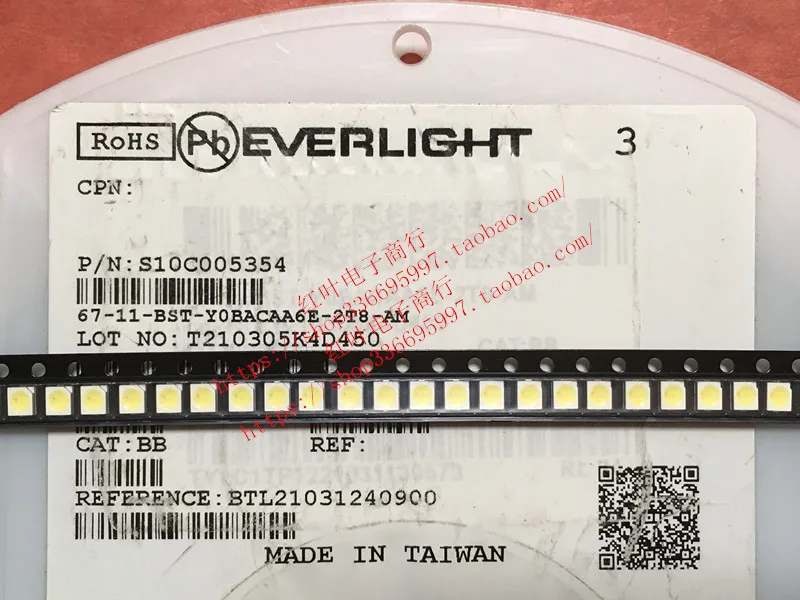 RoHS Pb EVERLIGHT 3
CPN:
P/N:S10C005354
67-11-BST-Y0BACAA6E-2T8-AM
LOT NO:T210305K4D450
CAT:BB REF:
REFERENCE:BTL21031240900
MADE IN TAIWAN
红叶电子商行
https://shop336695997.taobao.com/
红叶电子商行
http://shop336695997.taobao.com/